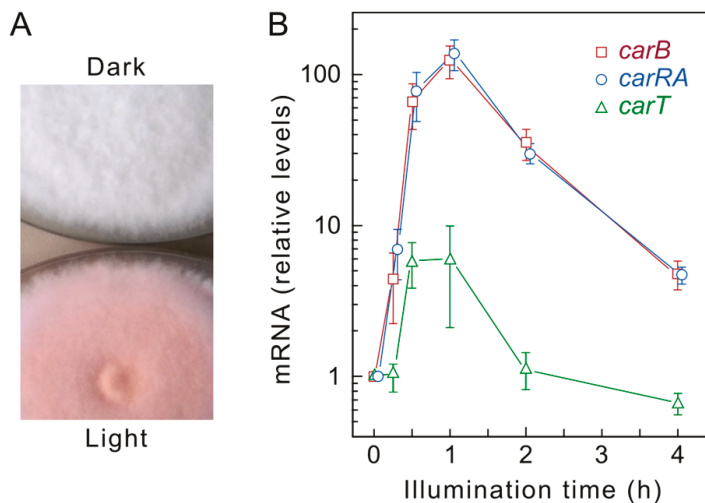 A
Dark
Light
B
carB
carRA
carT
100
10
1
mRNA (relative levels)
0
1
2
3
4
Illumination time (h)